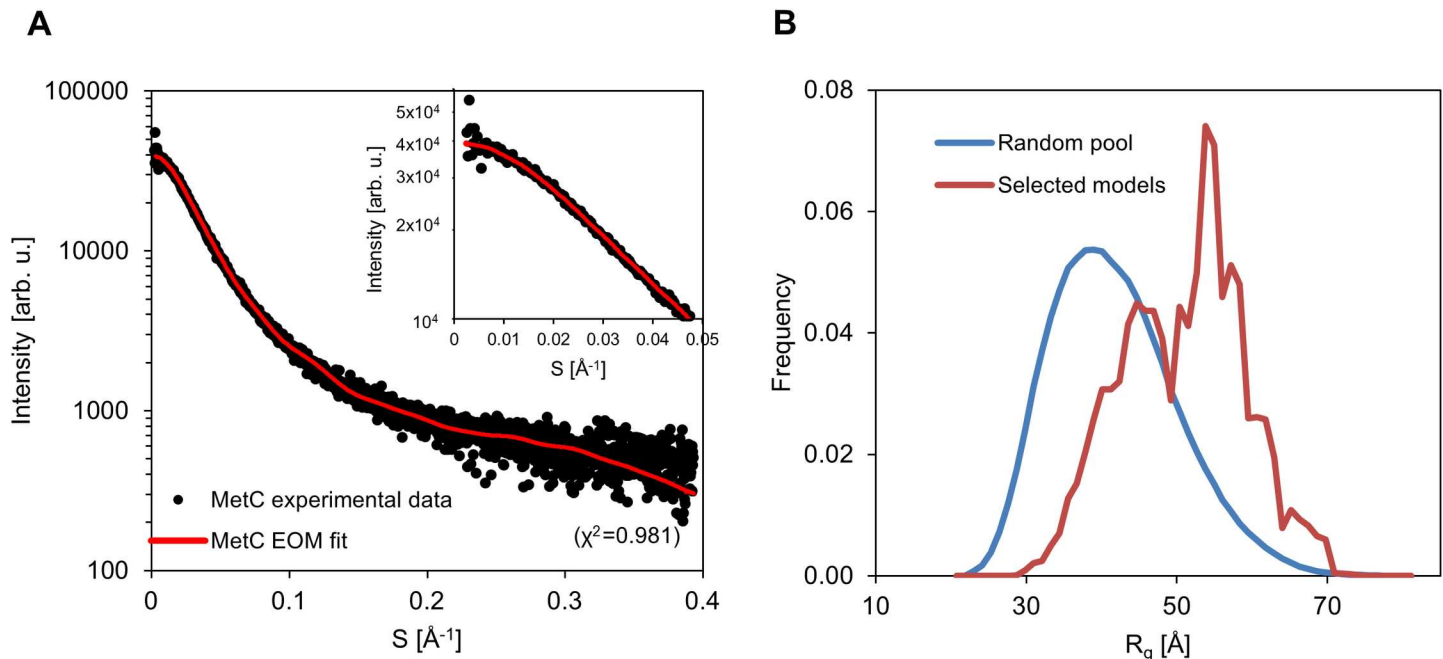 A
B
100000
10000
1000
100
Intensity [arb. u.]
0
0.1
0.2
0.3
0.4
S [Å-1]
5x10⁴
4x10⁴
3x10⁴
2x10⁴
10⁴
Intensity [arb. u.]
0
0.01
0.02
0.03
0.04
0.05
S [Å-1]
MetC experimental data
MetC EOM fit
(χ²=0.981)
0.08
0.06
0.04
0.02
0.00
Frequency
Random pool
Selected models
10
30
50
70
Rg [Å]